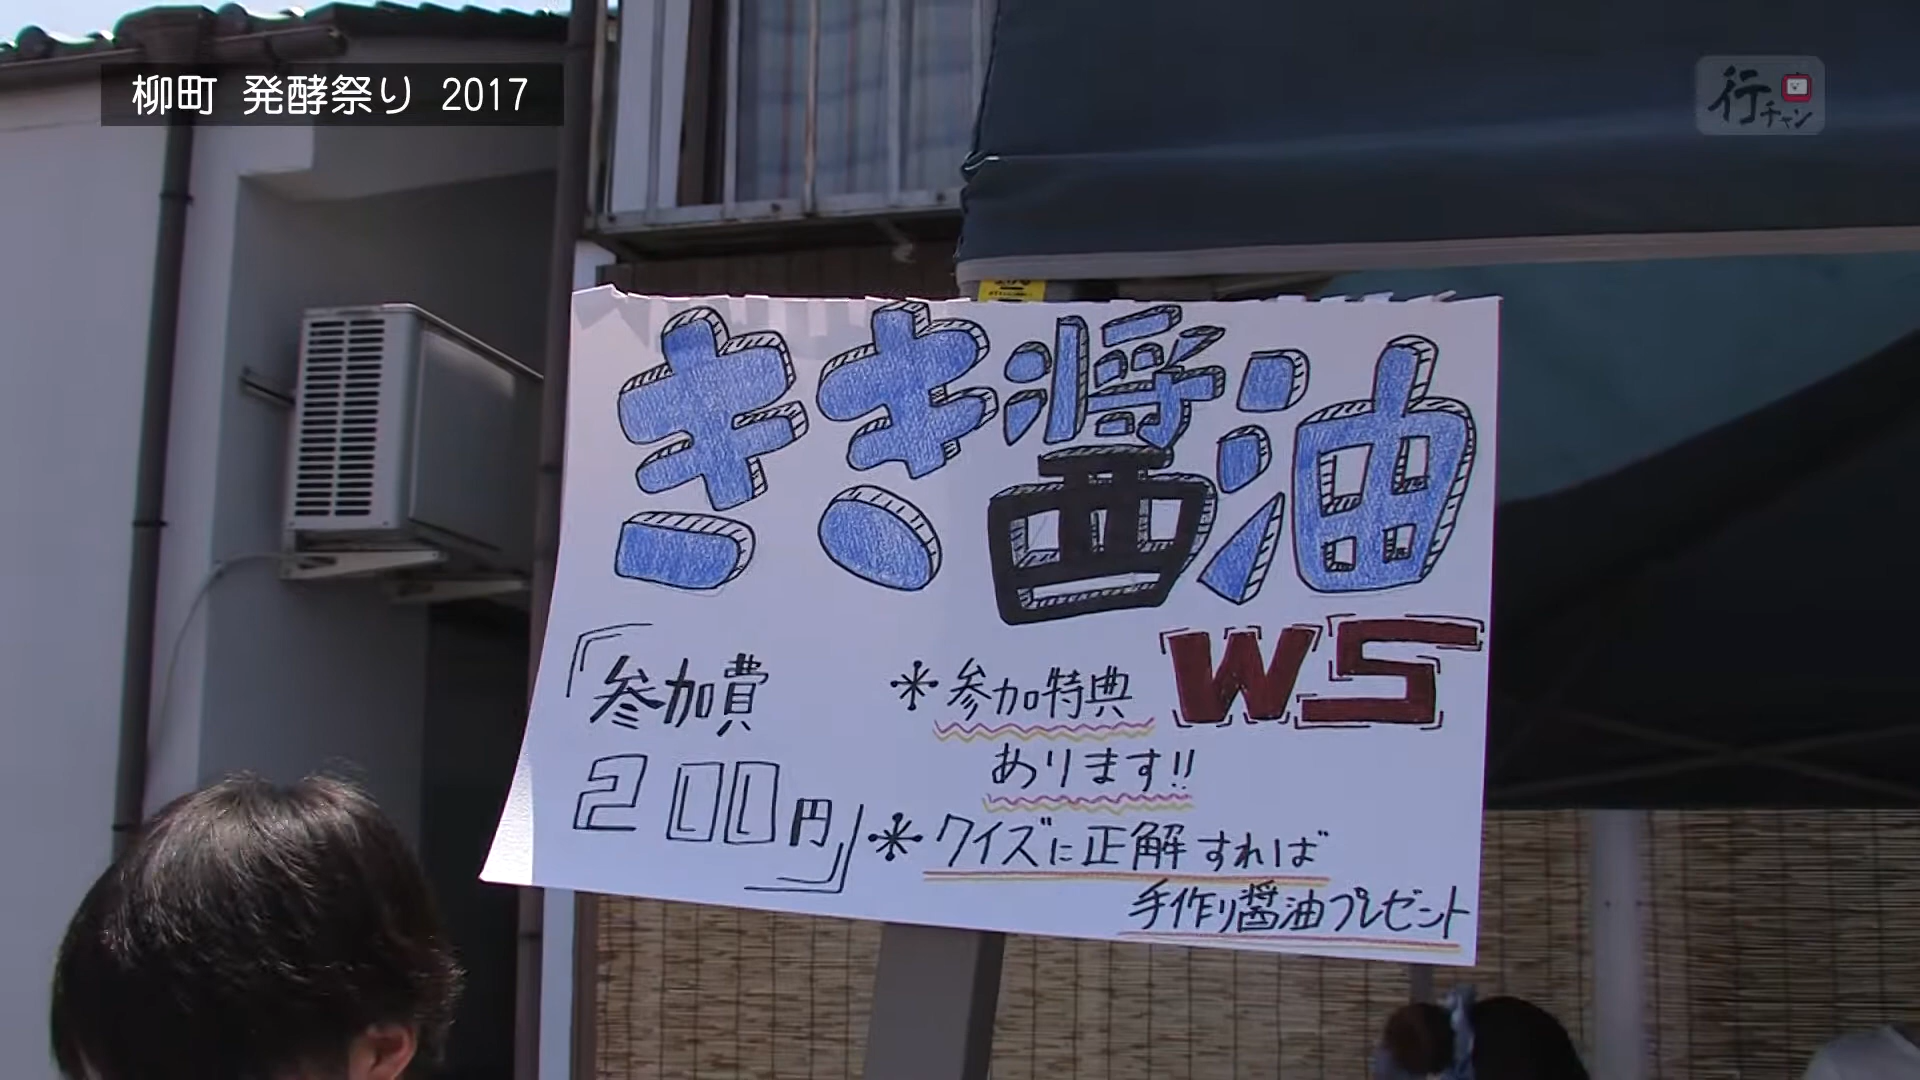 柳町 発酵祭り 2017
行チャン
きき醤油
WS
参加費
200円
＊参加特典
あります!!
＊クイズに正解すれば
手作り醤油プレゼント